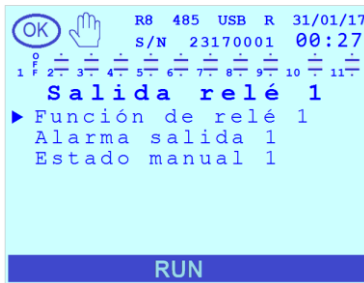 OK R8 485 USB R 31/01/17
S/N 23170001 00:27
1 OFF 2 3 4 5 6 7 8 9 10 11
Salida relé 1
Función de relé 1
Alarma salida 1
Estado manual 1
RUN